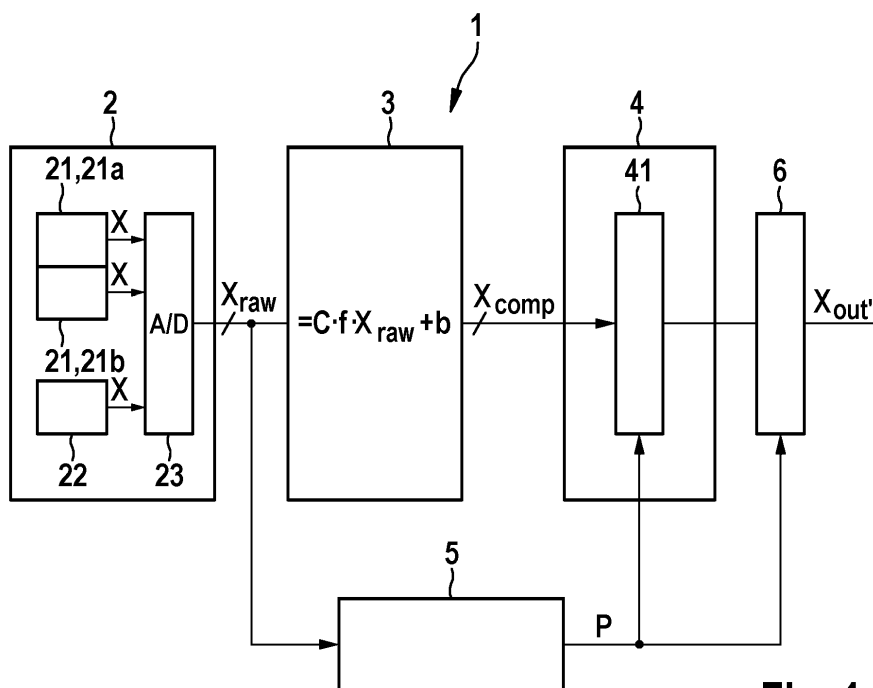 1
2
3
4
21,21a
41
6
X
X
X_raw
X_comp
X_out'
A/D
=C·f·X_raw+b
21,21b
X
22
23
5
P